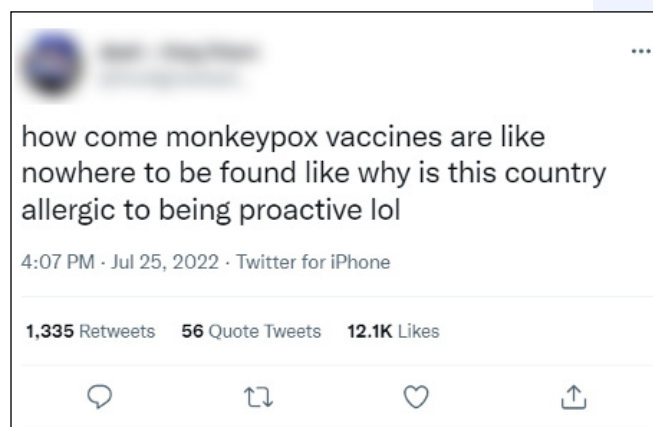 how come monkeypox vaccines are like
nowhere to be found like why is this country
allergic to being proactive lol
4:07 PM · Jul 25, 2022 · Twitter for iPhone
1,335 Retweets 56 Quote Tweets 12.1K Likes